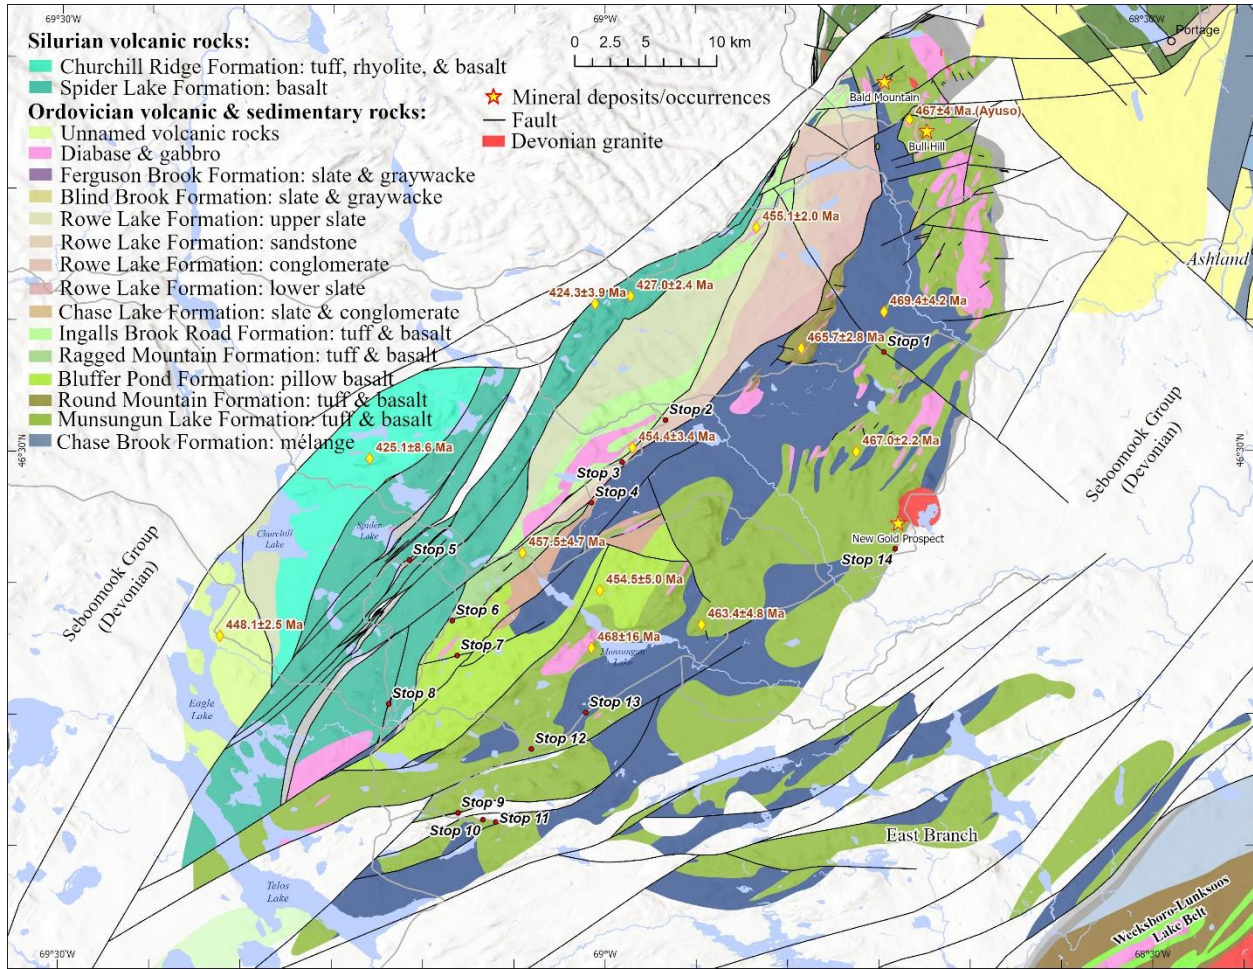 69°30'W
69°0'W
68°30'W
Silurian volcanic rocks:
Churchill Ridge Formation: tuff, rhyolite, & basalt
Spider Lake Formation: basalt
Ordovician volcanic & sedimentary rocks:
Unnamed volcanic rocks
Diabase & gabbro
Ferguson Brook Formation: slate & graywacke
Blind Brook Formation: slate & graywacke
Rowe Lake Formation: upper slate
Rowe Lake Formation: sandstone
Rowe Lake Formation: conglomerate
Rowe Lake Formation: lower slate
Chase Lake Formation: slate & conglomerate
Ingalls Brook Road Formation: tuff & basalt
Ragged Mountain Formation: tuff & basalt
Bluffer Pond Formation: pillow basalt
Round Mountain Formation: tuff & basalt
Munsungun Lake Formation: tuff & basalt
Chase Brook Formation: mélange
0 2.5 5 10 km
Mineral deposits/occurrences
Fault
Devonian granite
Portage
Bald Mountain
467±4 Ma.(Ayuso)
Bull-Hill
455.1±2.0 Ma
Ashland
424.3±3.9 Ma
427.0±2.4 Ma
469.4±4.2 Ma
465.7±2.8 Ma
Stop 1
Stop 2
454.4±3.4 Ma
467.0±2.2 Ma
425.1±8.6 Ma
46°30'N
46°30'N
Stop 3
Stop 4
Seboomook Group
(Devonian)
New Gold Prospect
Stop 14
Churchill
Lake
Spider
Lake
Stop 5
457.5±4.7 Ma
454.5±5.0 Ma
Seboomook Group
(Devonian)
448.1±2.5 Ma
Stop 6
463.4±4.8 Ma
468±16 Ma
Munsungun
Lake
Stop 7
Eagle
Lake
Stop 8
Stop 13
Stop 12
Stop 9
Stop 10
Stop 11
East Branch
Telos
Lake
Weeksboro-Lunksoos
Lake Belt
69°30'W
69°0'W
68°30'W